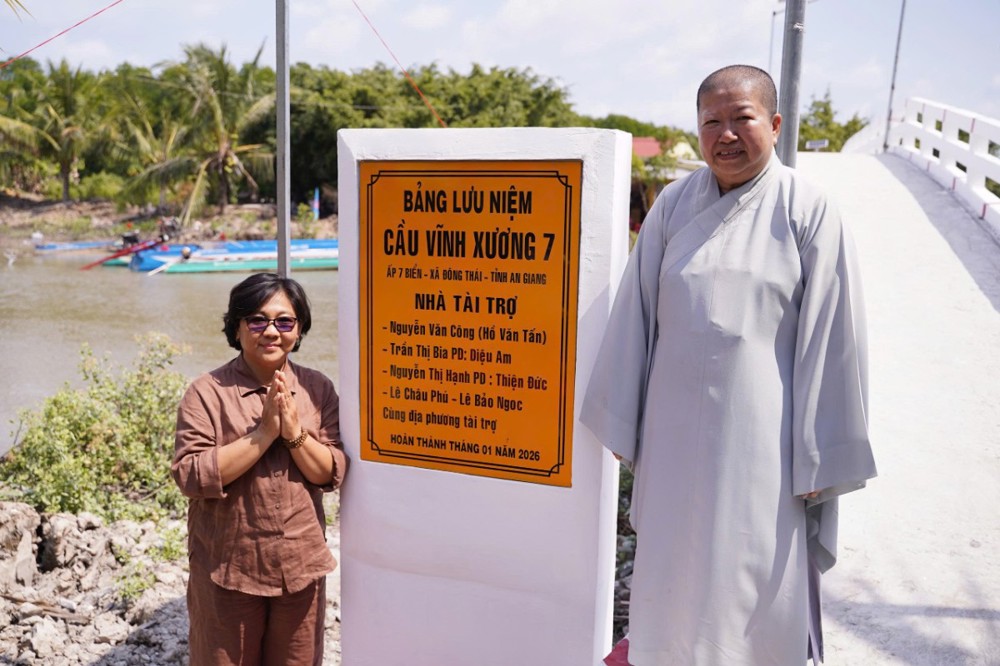 BẢNG LƯU NIỆM
CẦU VĨNH XƯƠNG 7
ẤP 7 BIỂN - XÃ ĐÔNG THÁI - TỈNH AN GIANG
NHÀ TÀI TRỢ
- Nguyễn Văn Công (Hồ Văn Tấn)
- Trần Thị Bia PD: Diệu Am
- Nguyễn Thị Hạnh PD : Thiện Đức
- Lê Châu Phú - Lê Bảo Ngọc
Cùng địa phương tài trợ
HOÀN THÀNH THÁNG 01 NĂM 2026